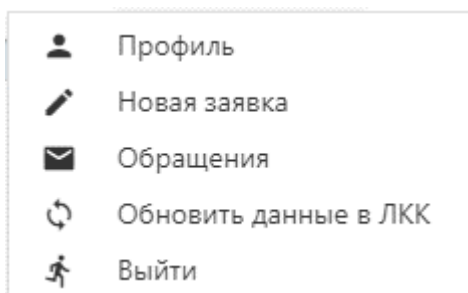 Профиль
Новая заявка
Обращения
Обновить данные в ЛКК
Выйти